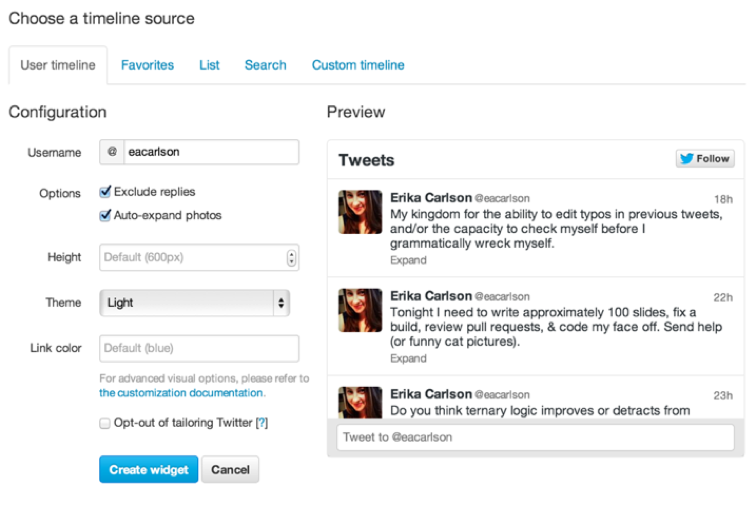 Choose a timeline source
User timeline Favorites List Search Custom timeline
Configuration
Username @ eacarlson
Options Exclude replies
Auto-expand photos
Height Default (600px)
Theme Light
Link color Default (blue)
For advanced visual options, please refer to
the customization documentation.
Opt-out of tailoring Twitter [?]
Create widget Cancel
Preview
Tweets Follow
Erika Carlson @eacarlson 18h
My kingdom for the ability to edit typos in previous tweets,
and/or the capacity to check myself before I
grammatically wreck myself.
Expand
Erika Carlson @eacarlson 22h
Tonight I need to write approximately 100 slides, fix a
build, review pull requests, & code my face off. Send help
(or funny cat pictures).
Expand
Erika Carlson @eacarlson 23h
Do you think ternary logic improves or detracts from
Tweet to @eacarlson